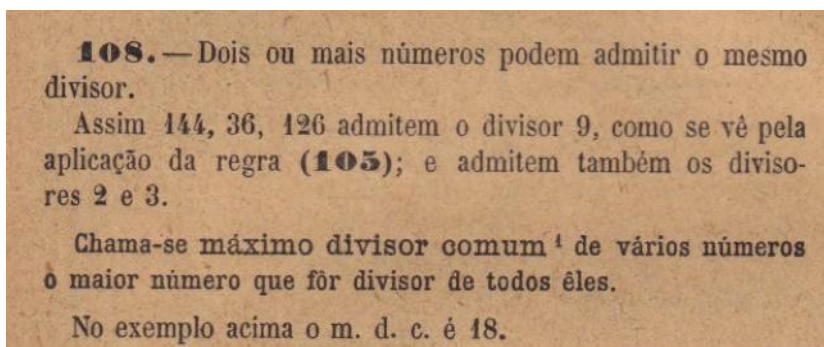 108.—Dois ou mais números podem admitir o mesmo
divisor.
Assim 144, 36, 126 admitem o divisor 9, como se vê pela
aplicação da regra (105); e admitem também os diviso-
res 2 e 3.
Chama-se máximo divisor comum¹ de vários números
o maior número que fôr divisor de todos êles.
No exemplo acima o m. d. c. é 18.